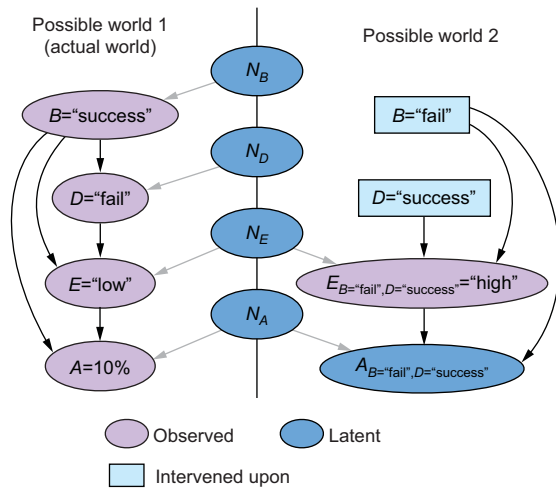 Possible world 1
(actual world)
Possible world 2
N_B
B=“success”
B=“fail”
N_D
D=“fail”
D=“success”
N_E
E=“low”
E_B=“fail”,D=“success”=“high”
N_A
A=10%
A_B=“fail”,D=“success”
Observed
Latent
Intervened upon